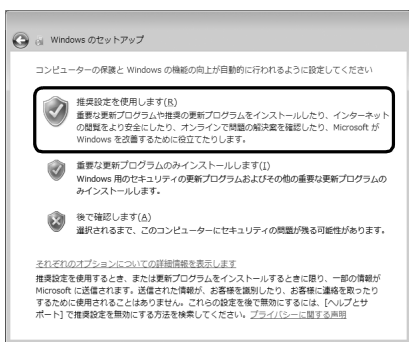 Windows のセットアップ
コンピューターの保護と Windows の機能の向上が自動的に行われるように設定してください
推奨設定を使用します(R)
重要な更新プログラムや推奨の更新プログラムをインストールしたり、インターネット
の閲覧をより安全にしたり、オンラインで問題の解決案を確認したり、Microsoft が
Windows を改善するために役立てたりします。
重要な更新プログラムのみインストールします(I)
Windows 用のセキュリティの更新プログラムおよびその他の重要な更新プログラムの
みインストールします。
後で確認します(A)
選択されるまで、このコンピューターにセキュリティの問題が残る可能性があります。
それぞれのオプションについての詳細情報を表示します
推奨設定を使用するとき、または更新プログラムをインストールするときに限り、一部の情報が
Microsoft に送信されます。送信された情報が、お客様を識別したり、お客様に連絡を取ったり
するために使用されることはありません。これらの設定を後で無効にするには、[ヘルプとサ
ポート] で推奨設定を無効にする方法を検索してください。プライバシーに関する声明